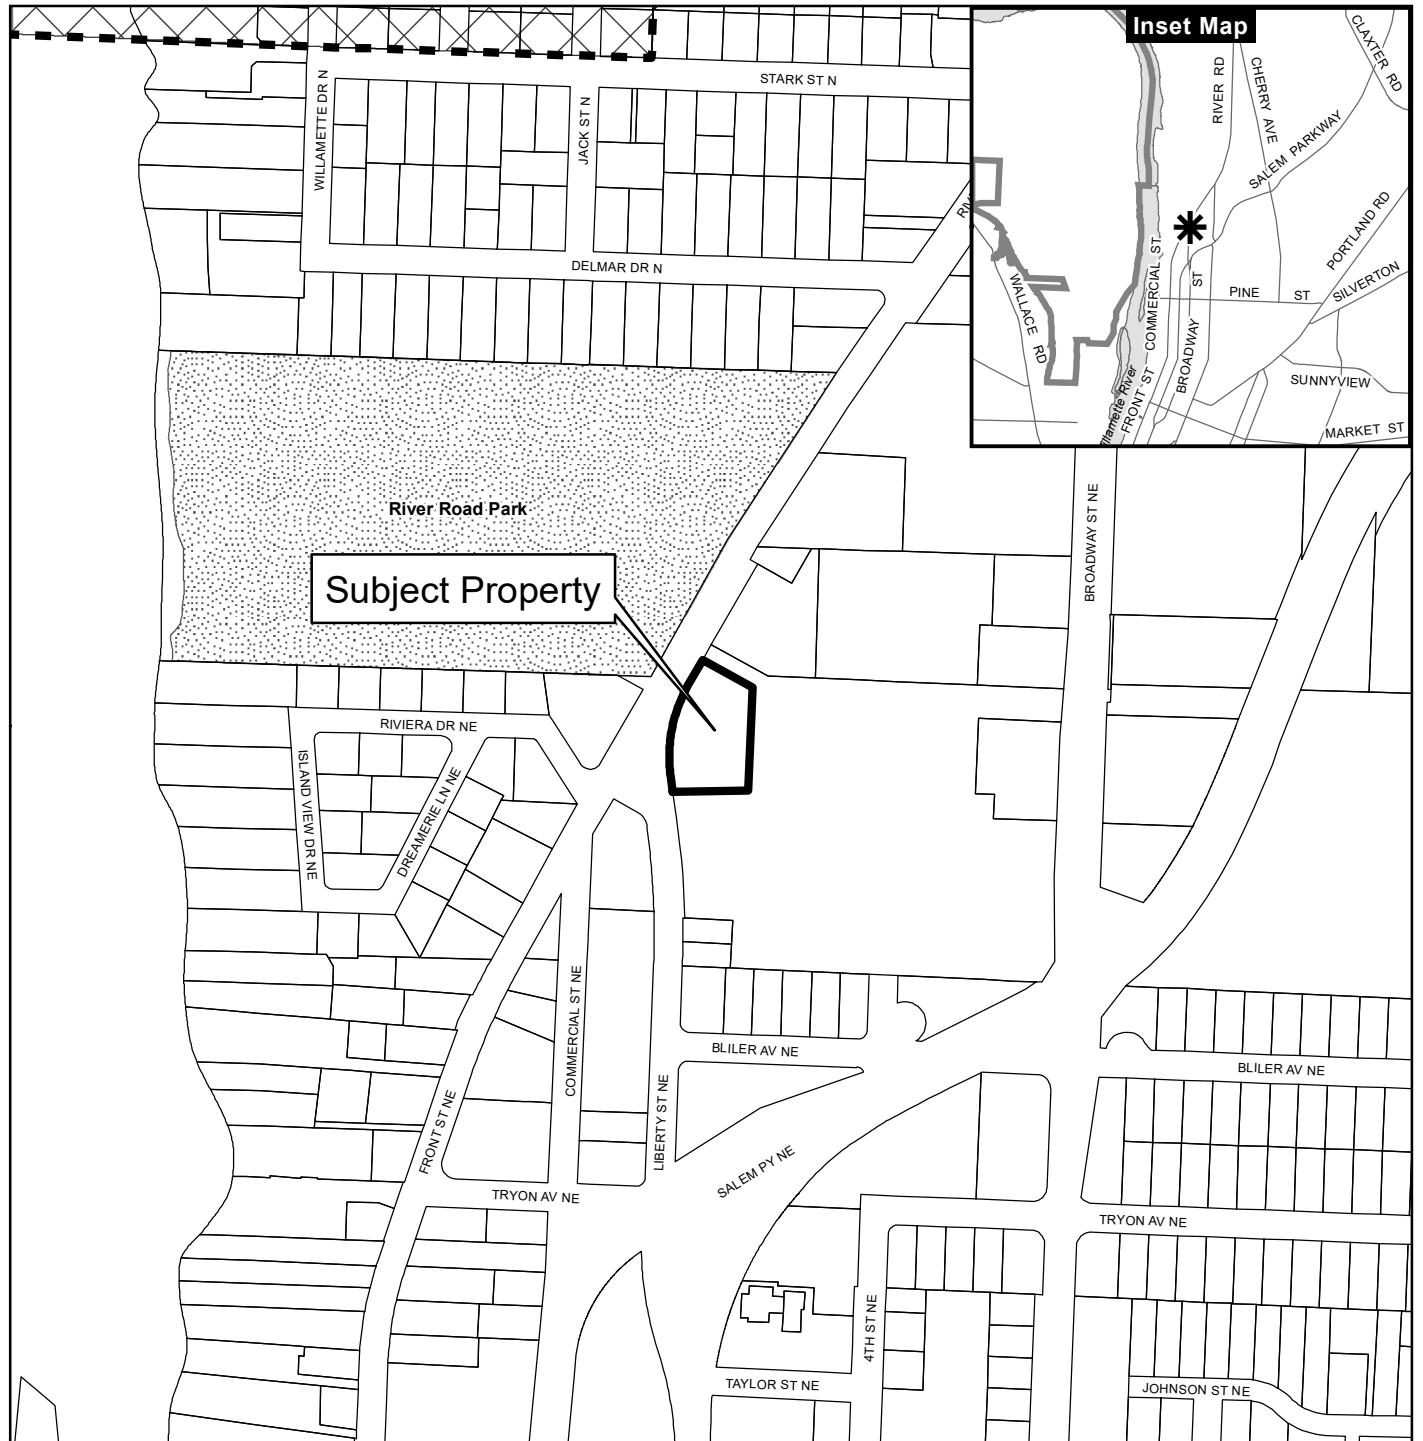 Inset Map
CLAXTER RD
RIVER RD
CHERRY AVE
SALEM PARKWAY
PORTLAND RD
COMMERCIAL ST
ST
PINE ST
SILVERTON
WALLACE RD
BROADWAY
FRONT ST
SUNNYVIEW
MARKET ST
STARK ST N
WILLAMETTE DR N
JACK ST N
DELMAR DR N
River Road Park
Subject Property
BROADWAY ST NE
RIVIERA DR NE
ISLAND VIEW DR NE
DREAMERIE LN NE
COMMERCIAL ST NE
BLILER AV NE
BLILER AV NE
LIBERTY ST NE
FRONT ST NE
SALEM PY NE
TRYON AV NE
TRYON AV NE
4TH ST NE
TAYLOR ST NE
JOHNSON ST NE